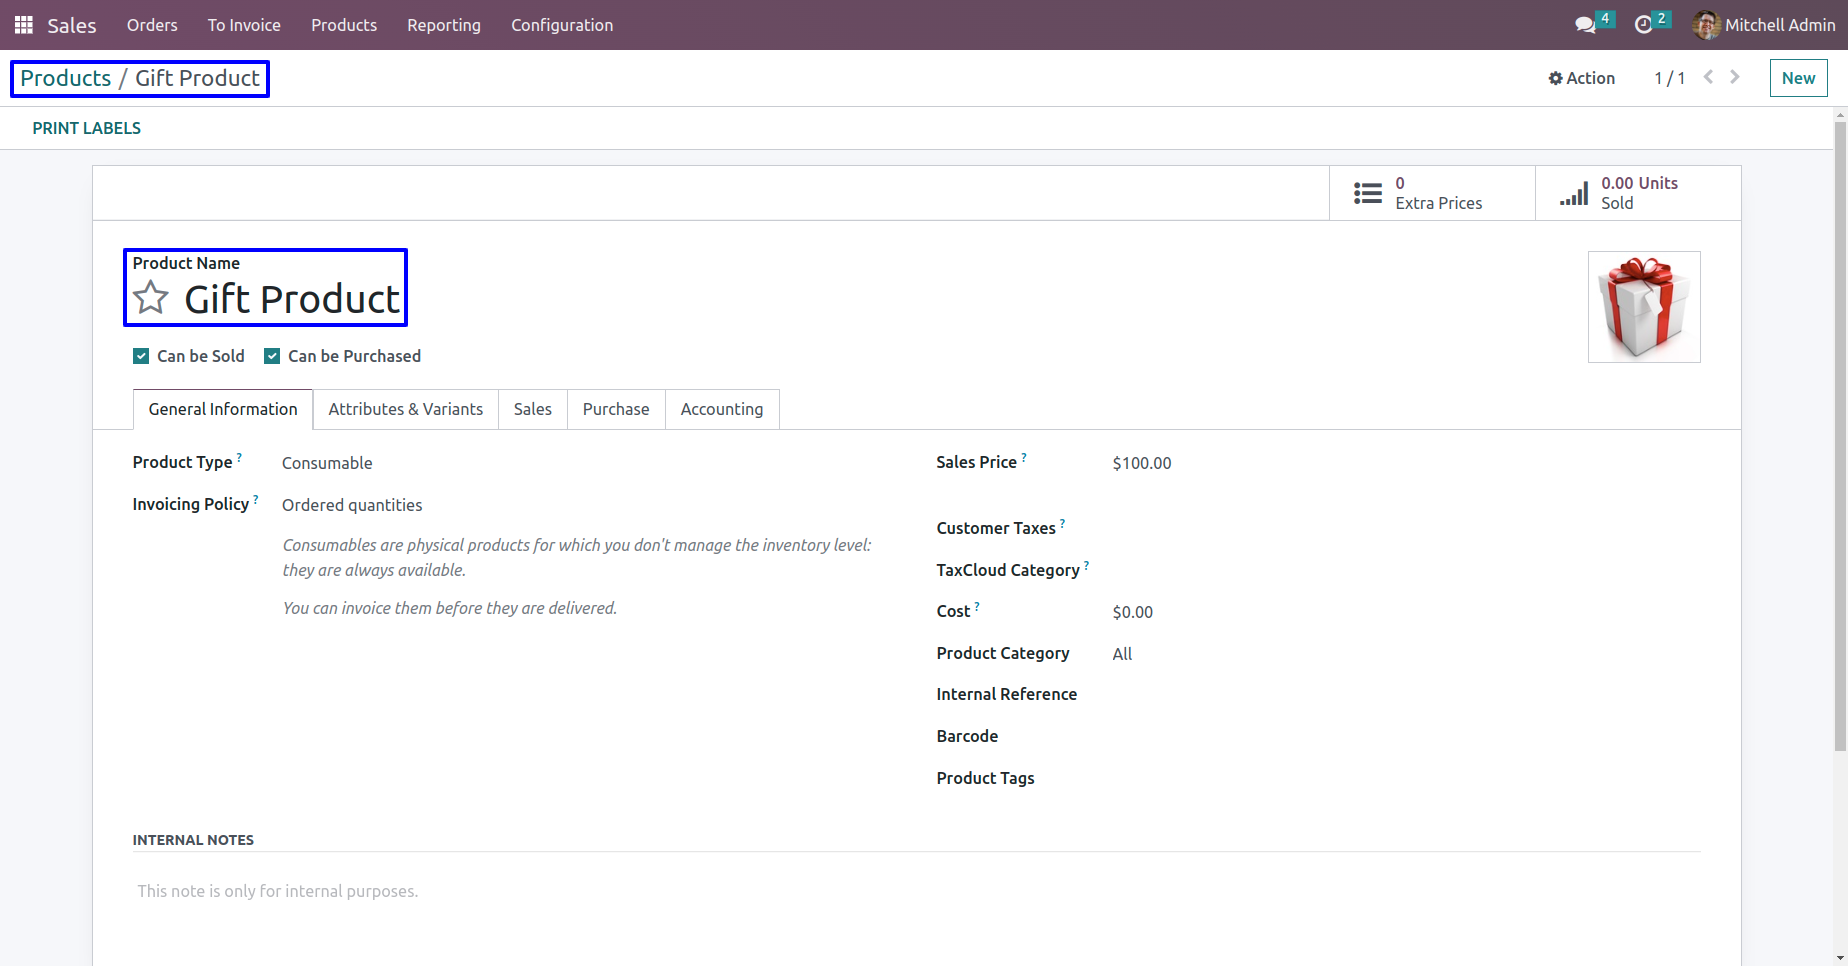 Sales Orders To Invoice Products Reporting Configuration 4 2 Mitchell Admin
Products / Gift Product Action 1 / 1 New
PRINT LABELS
0
Extra Prices
0.00 Units
Sold
Product Name
Gift Product
Can be Sold Can be Purchased
General Information Attributes & Variants Sales Purchase Accounting
Product Type ? Consumable
Invoicing Policy ? Ordered quantities
Consumables are physical products for which you don't manage the inventory level:
they are always available.
You can invoice them before they are delivered.
Sales Price ? $100.00
Customer Taxes ?
TaxCloud Category ?
Cost ? $0.00
Product Category All
Internal Reference
Barcode
Product Tags
INTERNAL NOTES
This note is only for internal purposes.